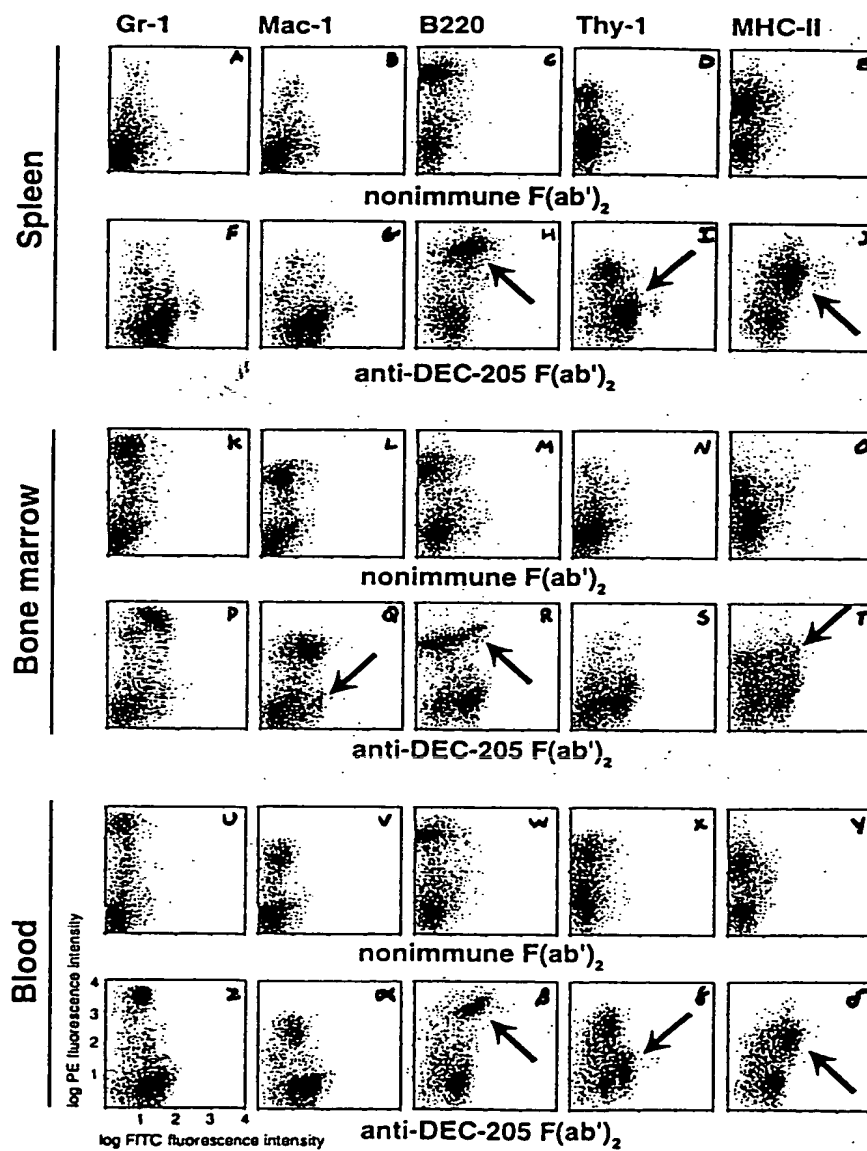 Gr-1 Mac-1 B220 Thy-1 MHC-II
Spleen
A B C D E
nonimmune F(ab')₂
F G H I J
anti-DEC-205 F(ab')₂
Bone marrow
K L M N O
nonimmune F(ab')₂
P Q R S T
anti-DEC-205 F(ab')₂
Blood
U V W X Y
nonimmune F(ab')₂
log PE fluorescence intensity
4
3
2
1
Z α β γ δ
1 2 3 4
log FITC fluorescence intensity
anti-DEC-205 F(ab')₂